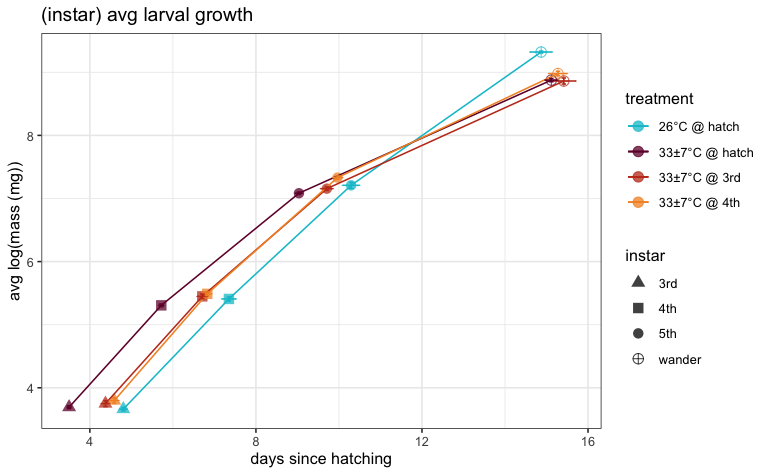 (instar) avg larval growth
avg log(mass (mg))
8
6
4
4
8
12
16
days since hatching
treatment
26°C @ hatch
33±7°C @ hatch
33±7°C @ 3rd
33±7°C @ 4th
instar
3rd
4th
5th
wander